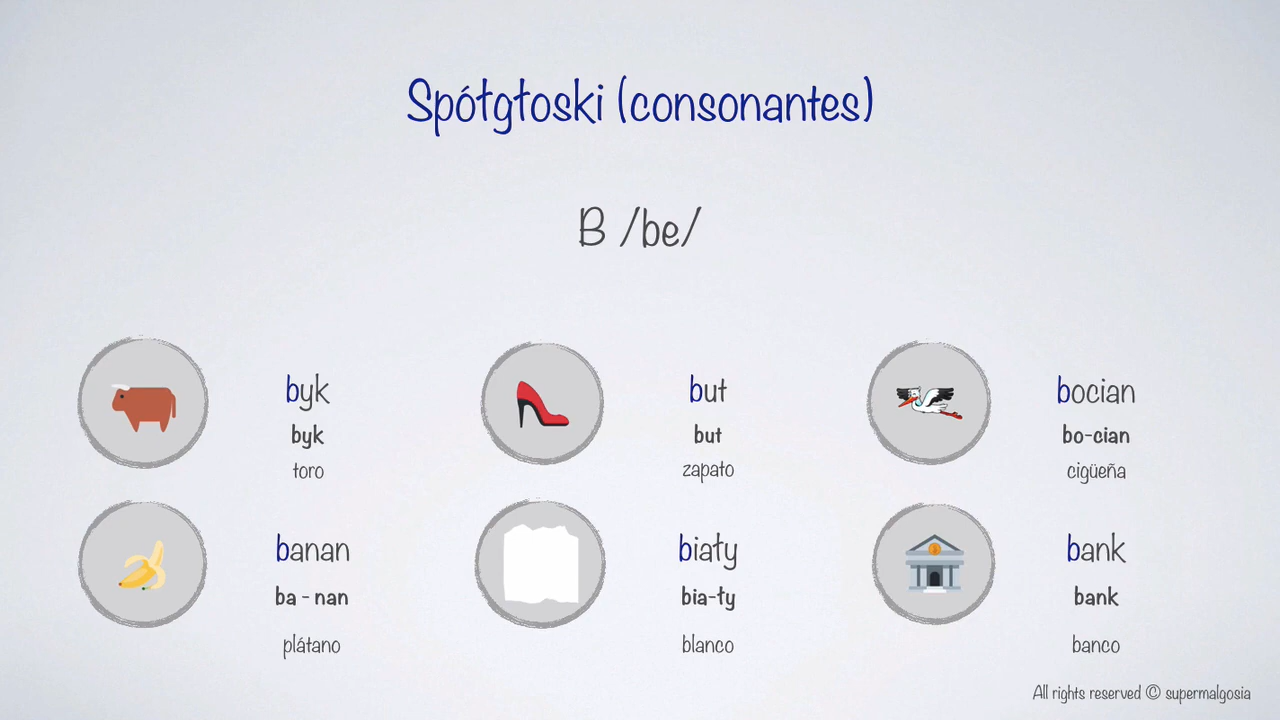 Spółgłoski (consonantes)
B /be/
byk
byk
toro
but
but
zapato
bocian
bo-cian
cigüeña
banan
ba - nan
plátano
biały
bia-ły
blanco
bank
bank
banco
All rights reserved © supermalgosia